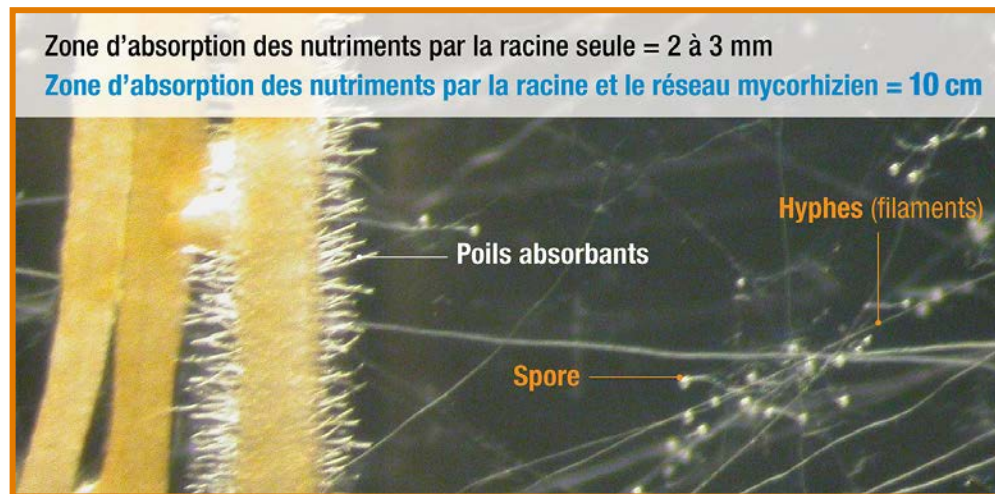 Zone d'absorption des nutriments par la racine seule = 2 à 3 mm
Zone d'absorption des nutriments par la racine et le réseau mycorhizien = 10 cm
Hyphes (filaments)
Poils absorbants
Spore